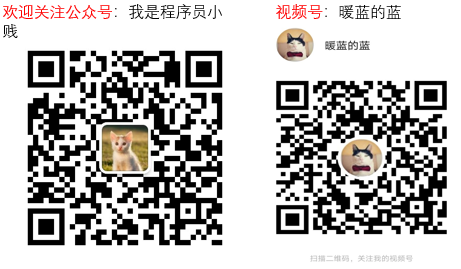 欢迎关注公众号：我是程序员小
贱
视频号：暖蓝的蓝
暖蓝的蓝
扫描二维码，关注我的视频号